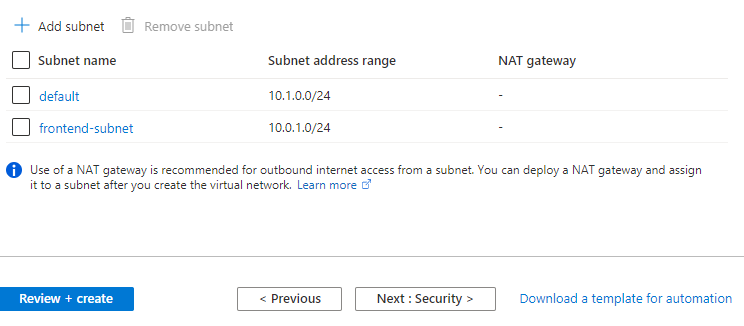 + Add subnet Remove subnet
Subnet name Subnet address range NAT gateway
default 10.1.0.0/24 -
frontend-subnet 10.0.1.0/24 -
Use of a NAT gateway is recommended for outbound internet access from a subnet. You can deploy a NAT gateway and assign
it to a subnet after you create the virtual network. Learn more
Review + create < Previous Next : Security > Download a template for automation